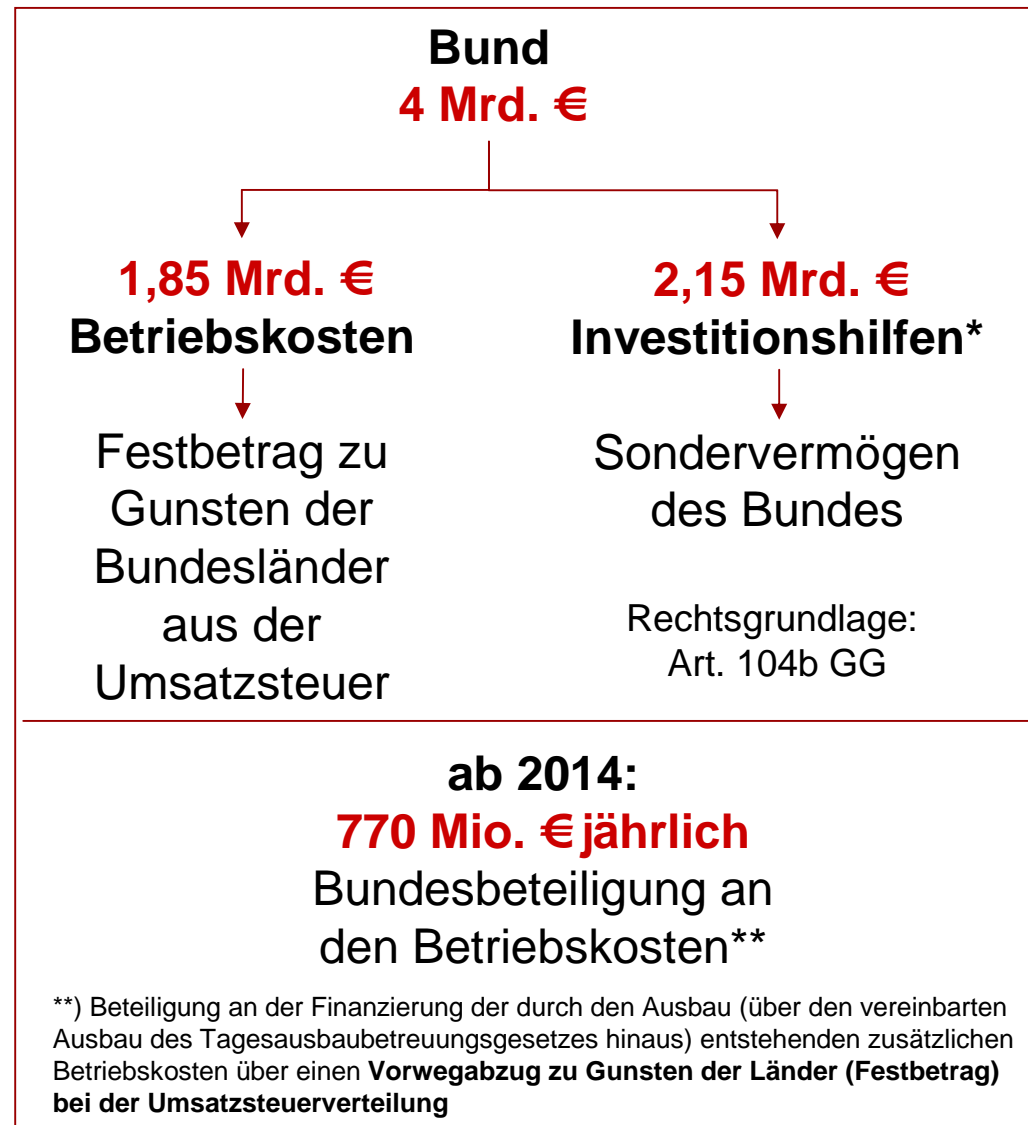 Bund
4 Mrd. €
1,85 Mrd. €
Betriebskosten
2,15 Mrd. €
Investitionshilfen*
Festbetrag zu
Gunsten der
Bundesländer
aus der
Umsatzsteuer
Sondervermögen
des Bundes
Rechtsgrundlage:
Art. 104b GG
ab 2014:
770 Mio. € jährlich
Bundesbeteiligung an
den Betriebskosten**
**) Beteiligung an der Finanzierung der durch den Ausbau (über den vereinbarten
Ausbau des Tagesausbaubetreuungsgesetzes hinaus) entstehenden zusätzlichen
Betriebskosten über einen Vorwegabzug zu Gunsten der Länder (Festbetrag)
bei der Umsatzsteuerverteilung